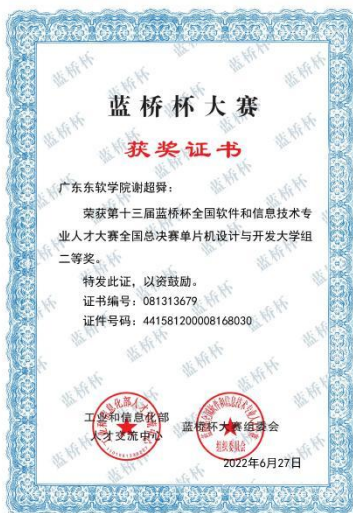 蓝桥杯大赛
获奖证书
广东东软学院谢超舜：
荣获第十三届蓝桥杯全国软件和信息技术专
业人才大赛全国总决赛单片机设计与开发大学组
二等奖。
特发此证，以资鼓励。
证书编号：081313679
证件号码：441581200008168030
工业和信息化部
人才交流中心
蓝桥杯大赛组委会
2022年6月27日